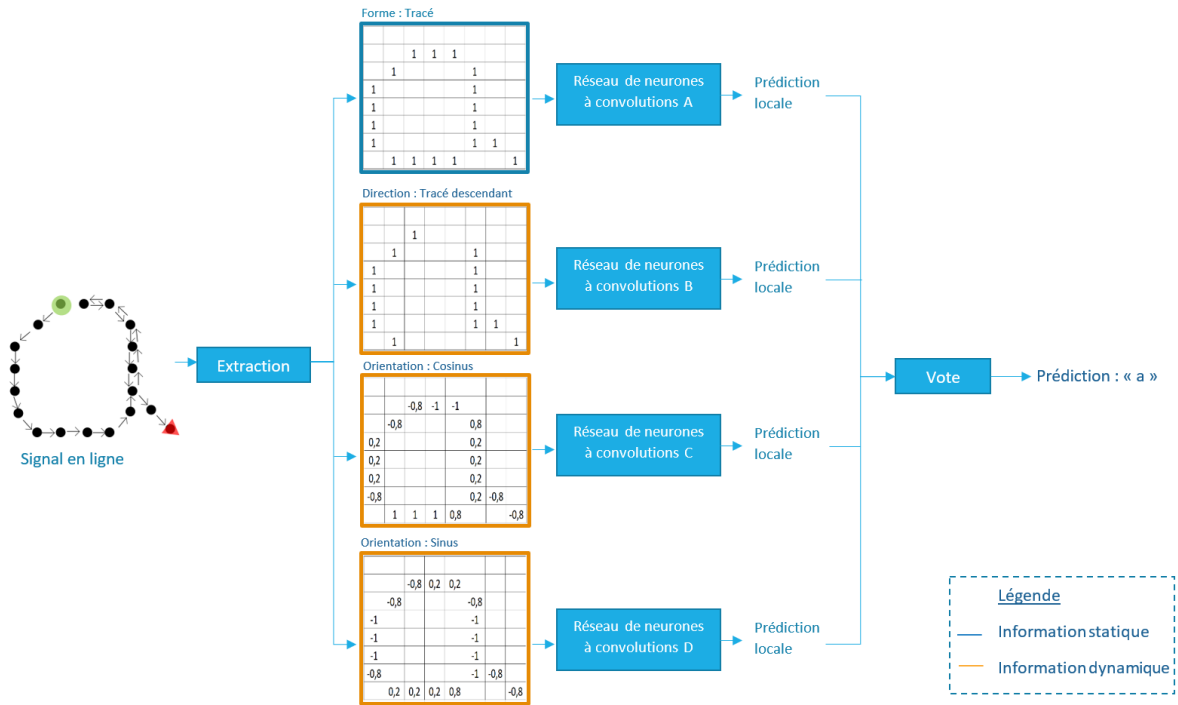 Forme : Tracé
1 1 1
1 1
1 1
1 1
1 1
1 1 1
1 1 1 1 1
Réseau de neurones
à convolutions A
Prédiction
locale
Direction : Tracé descendant
1
1 1
1 1
1 1
1 1
1 1 1
1 1
Réseau de neurones
à convolutions B
Prédiction
locale
Signal en ligne
Extraction
Orientation : Cosinus
-0,8 -1 -1
-0,8 0,8
0,2 0,2
0,2 0,2
0,2 0,2
-0,8 0,2 -0,8
1 1 1 0,8 -0,8
Réseau de neurones
à convolutions C
Prédiction
locale
Vote
Prédiction : « a »
Orientation : Sinus
-0,8 0,2 0,2
-0,8 -0,8
-1 -1
-1 -1
-1 -1
-0,8 -1 -0,8
0,2 0,2 0,2 0,8 -0,8
Réseau de neurones
à convolutions D
Prédiction
locale
Légende
Information statique
Information dynamique